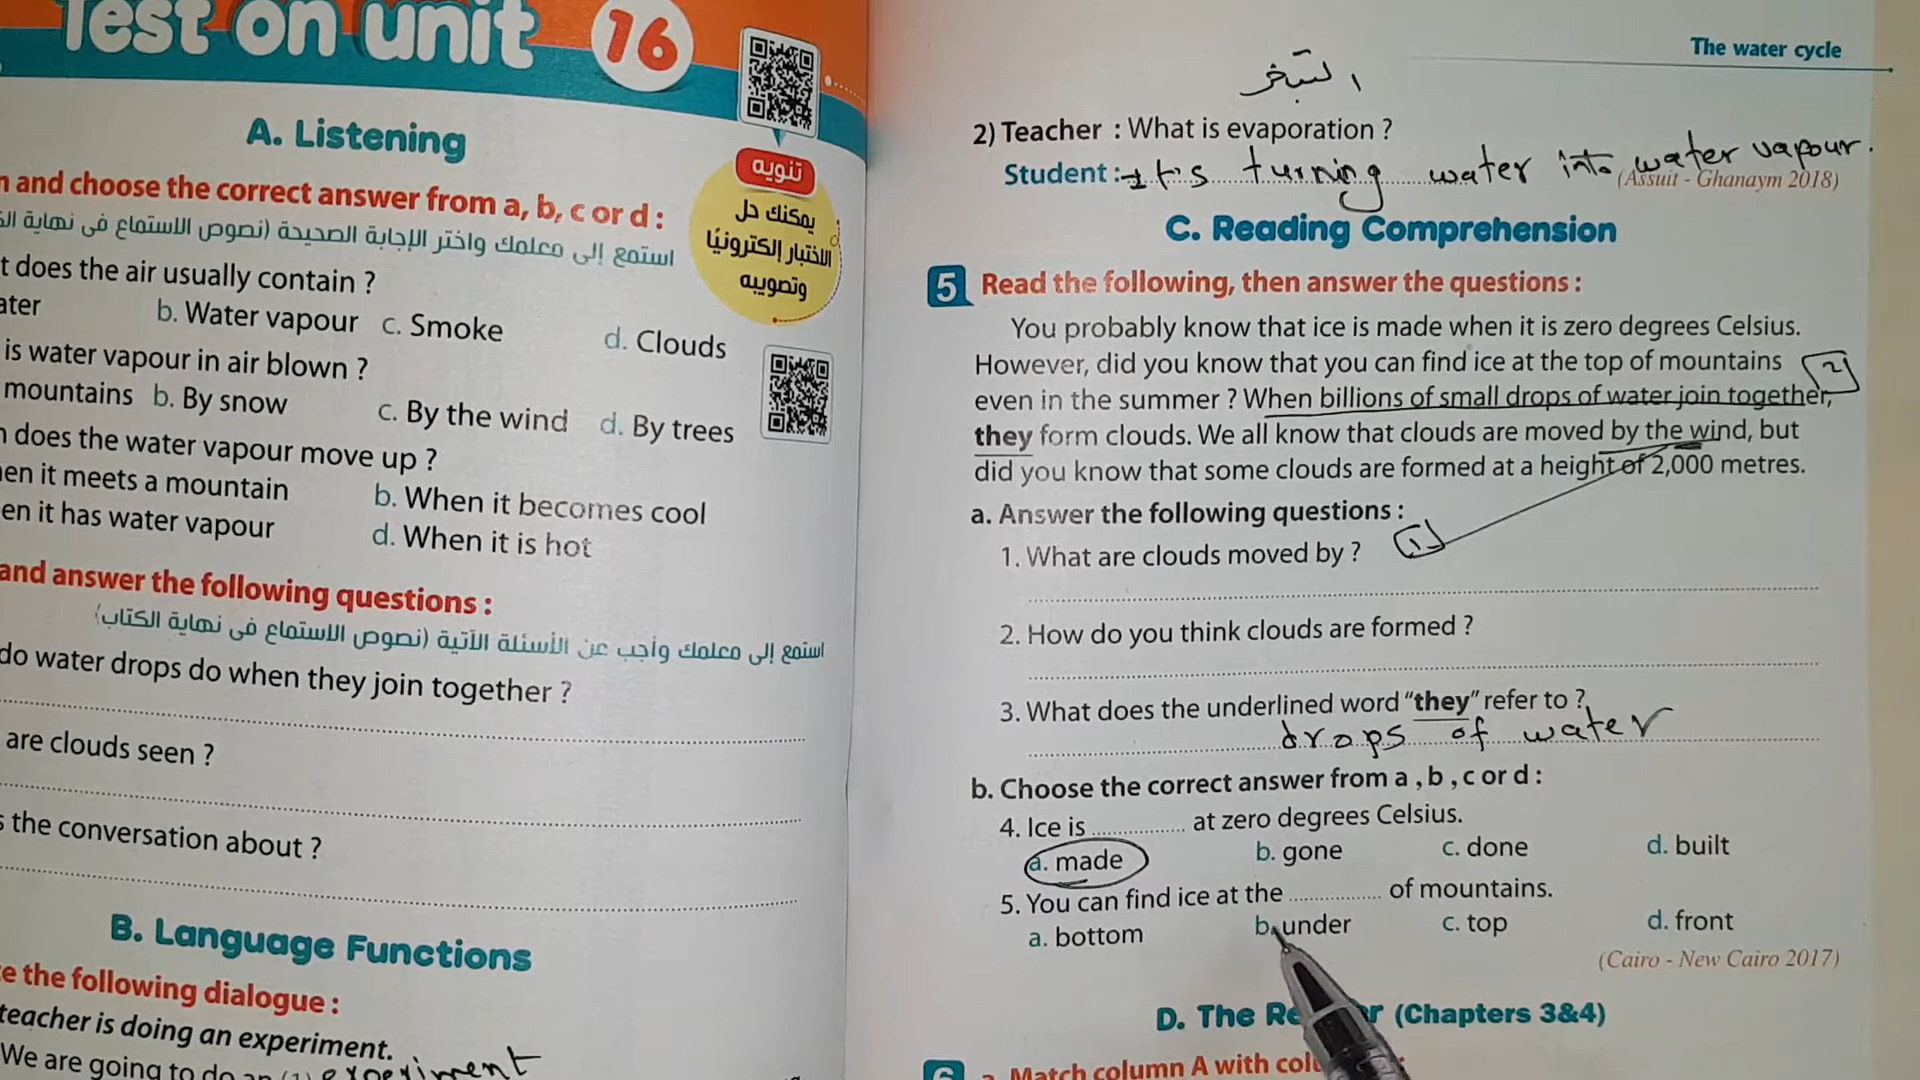 Test on unit 16
A. Listening
and choose the correct answer from a, b, c or d :
استمع إلى معلمك واختر الإجابة الصحيحة (نصوص الاستماع فى نهاية
does the air usually contain ?
b. Water vapour c. Smoke d. Clouds
is water vapour in air blown ?
mountains b. By snow c. By the wind d. By trees
does the water vapour move up ?
it meets a mountain b. When it becomes cool
it has water vapour d. When it is hot
and answer the following questions :
استمع إلى معلمك وأجب عن الأسئلة الآتية (نصوص الاستماع فى نهاية الكتاب)
do water drops do when they join together ?
are clouds seen ?
the conversation about ?
B. Language Functions
the following dialogue :
teacher is doing an experiment.
We are going to do an (1) experiment
تنويه
يمكنك حل
الاختبار إلكترونيًا
وتصويبه
The water cycle
التبخر
2) Teacher : What is evaporation ?
Student : It's turning water into water vapour.
(Assuit - Ghanaym 2018)
C. Reading Comprehension
5 Read the following, then answer the questions :
You probably know that ice is made when it is zero degrees Celsius.
However, did you know that you can find ice at the top of mountains
even in the summer ? When billions of small drops of water join together,
they form clouds. We all know that clouds are moved by the wind, but
did you know that some clouds are formed at a height of 2,000 metres.
a. Answer the following questions :
1. What are clouds moved by ?
2. How do you think clouds are formed ?
3. What does the underlined word “they” refer to ?
drops of water
b. Choose the correct answer from a , b , c or d :
4. Ice is ............... at zero degrees Celsius.
a. made b. gone c. done d. built
5. You can find ice at the ............... of mountains.
a. bottom b. under c. top d. front
(Cairo - New Cairo 2017)
D. The (Chapters 3&4)
6 a. Match column A with